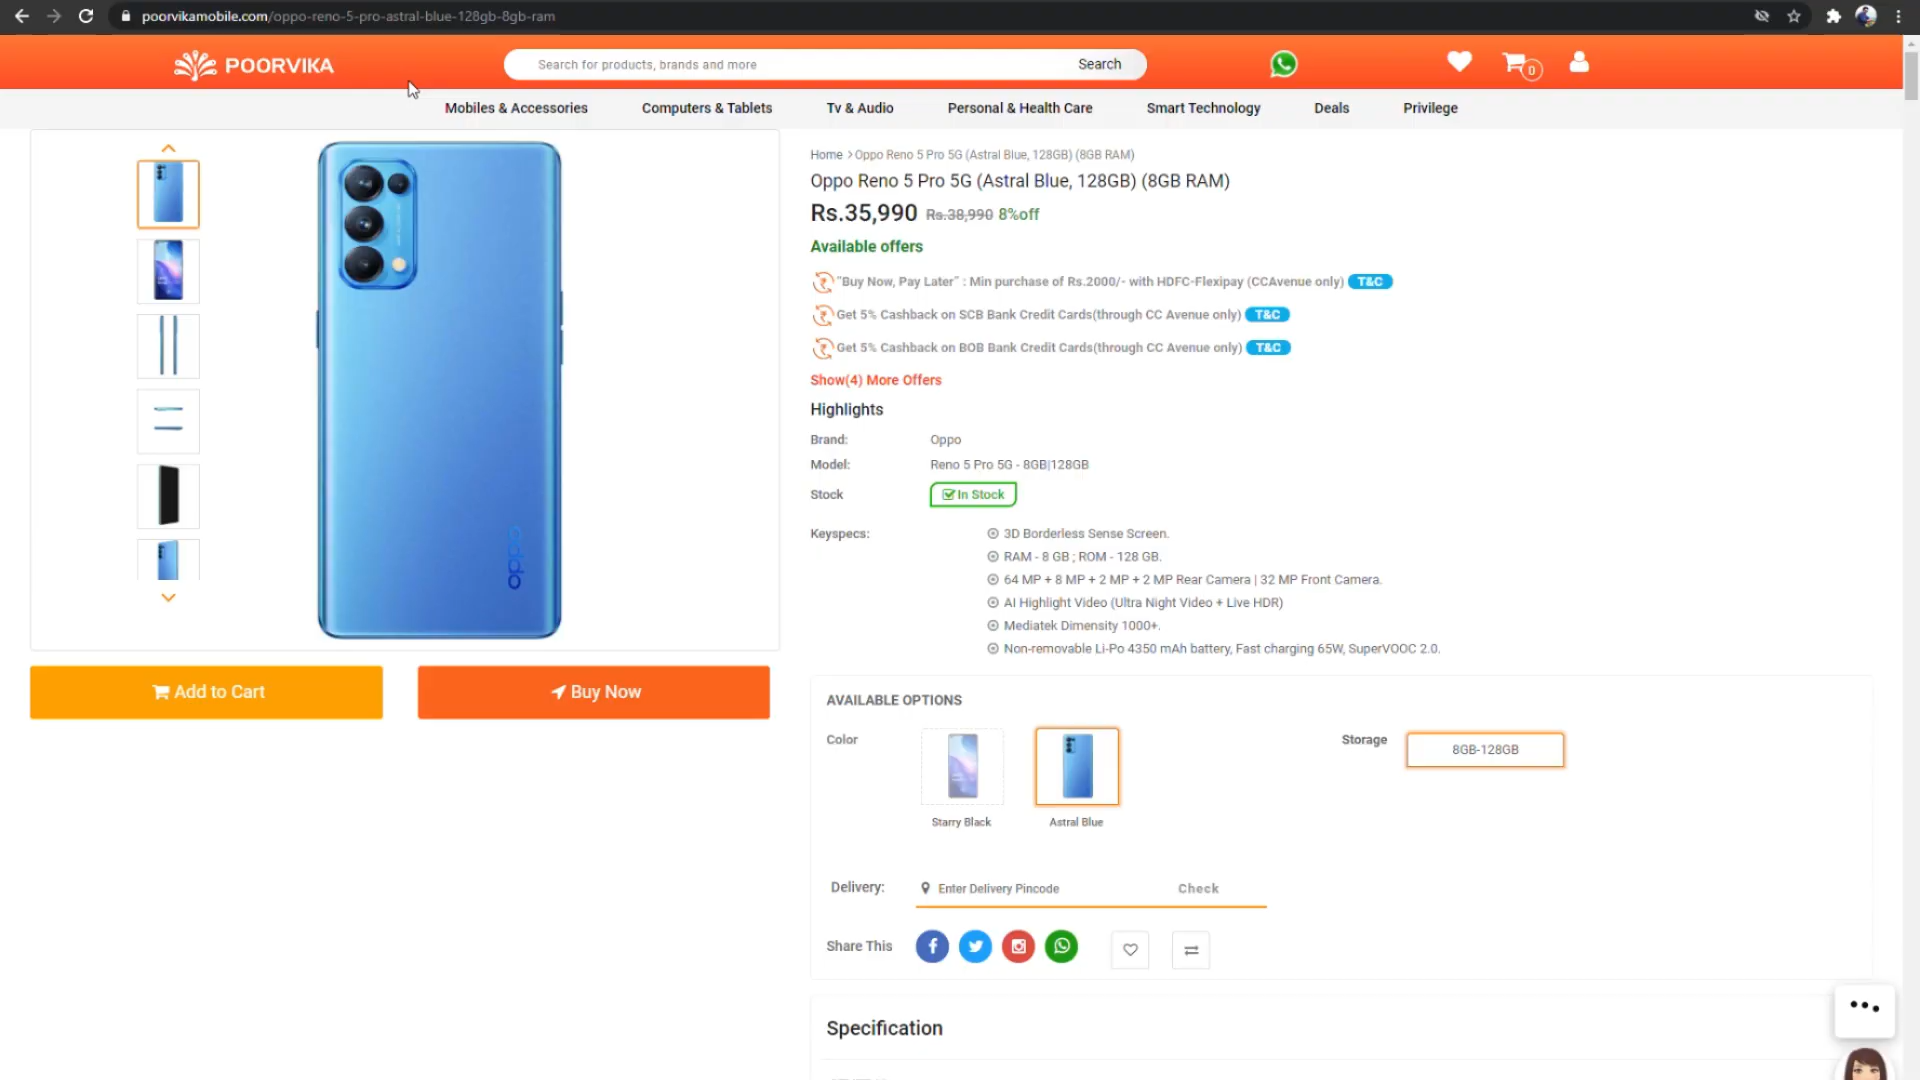 poorvikamobile.com/oppo-reno-5-pro-astral-blue-128gb-8gb-ram
POORVIKA
Search for products, brands and more
Search
0
Mobiles & Accessories
Computers & Tablets
Tv & Audio
Personal & Health Care
Smart Technology
Deals
Privilege
Home > Oppo Reno 5 Pro 5G (Astral Blue, 128GB) (8GB RAM)
Oppo Reno 5 Pro 5G (Astral Blue, 128GB) (8GB RAM)
Rs.35,990 Rs.38,990 8%off
Available offers
"Buy Now, Pay Later" : Min purchase of Rs.2000/- with HDFC-Flexipay (CCAvenue only) T&C
Get 5% Cashback on SCB Bank Credit Cards(through CC Avenue only) T&C
Get 5% Cashback on BOB Bank Credit Cards(through CC Avenue only) T&C
Show(4) More Offers
Highlights
Brand: Oppo
Model: Reno 5 Pro 5G - 8GB|128GB
Stock In Stock
Keyspecs: 3D Borderless Sense Screen.
RAM - 8 GB ; ROM - 128 GB.
64 MP + 8 MP + 2 MP + 2 MP Rear Camera | 32 MP Front Camera.
AI Highlight Video (Ultra Night Video + Live HDR)
Mediatek Dimensity 1000+.
Non-removable Li-Po 4350 mAh battery, Fast charging 65W, SuperVOOC 2.0.
oppo
Add to Cart
Buy Now
AVAILABLE OPTIONS
Color
Starry Black
Astral Blue
Storage
8GB-128GB
Delivery:
Enter Delivery Pincode
Check
Share This
Specification